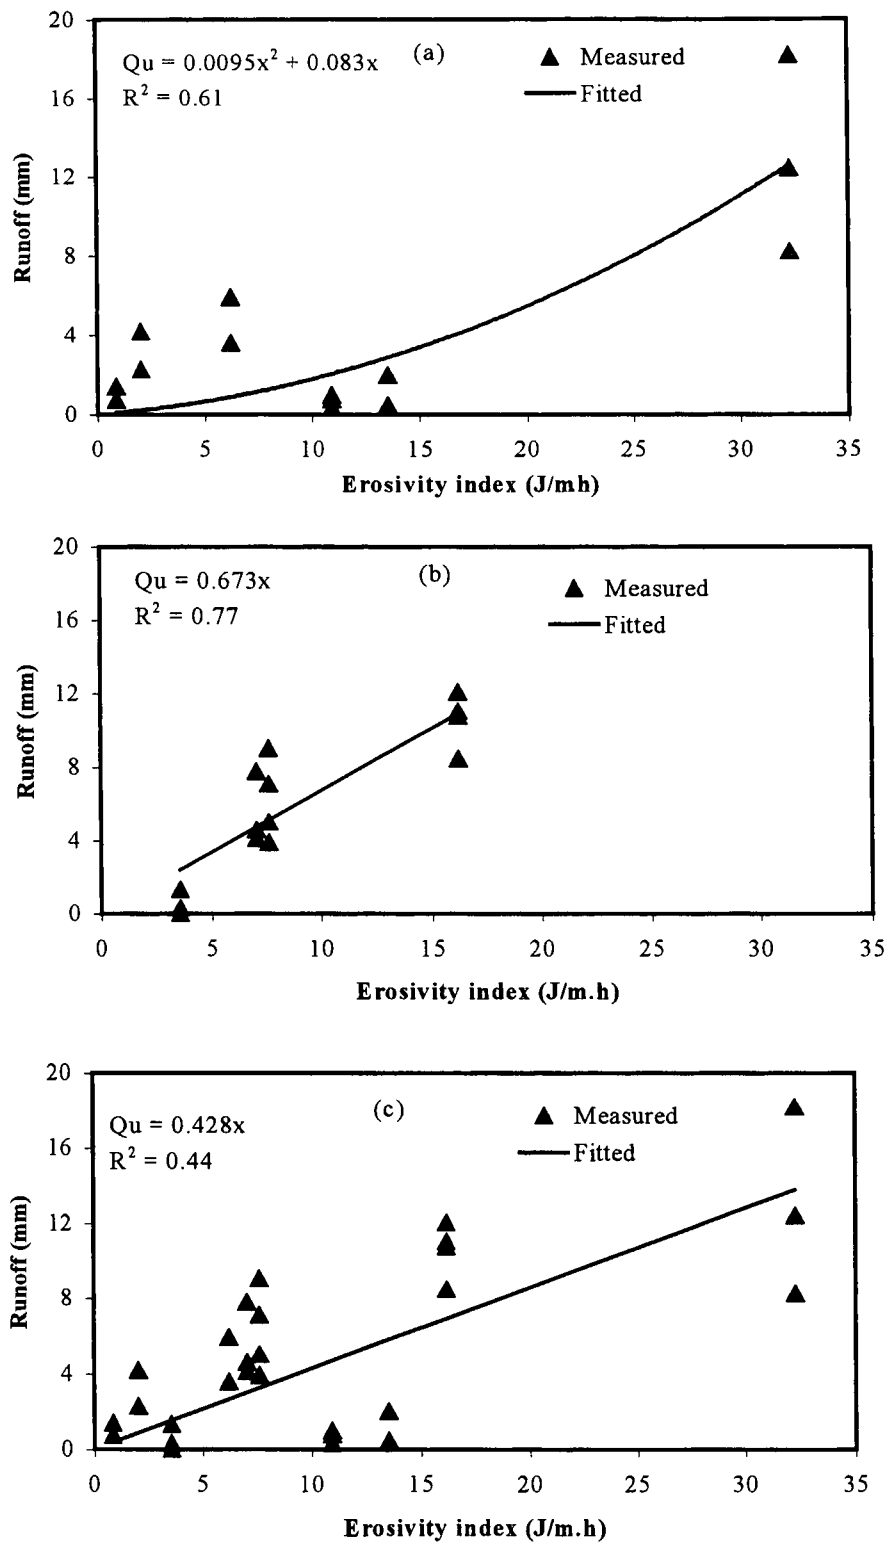 20
16
12
8
4
0
Runoff (mm)
Qu = 0.0095x² + 0.083x
R² = 0.61
(a)
Measured
Fitted
0 5 10 15 20 25 30 35
Erosivity index (J/mh)
20
16
12
8
4
0
Runoff (mm)
Qu = 0.673x
R² = 0.77
(b)
Measured
Fitted
0 5 10 15 20 25 30 35
Erosivity index (J/m.h)
20
16
12
8
4
0
Runoff (mm)
Qu = 0.428x
R² = 0.44
(c)
Measured
Fitted
0 5 10 15 20 25 30 35
Erosivity index (J/m.h)